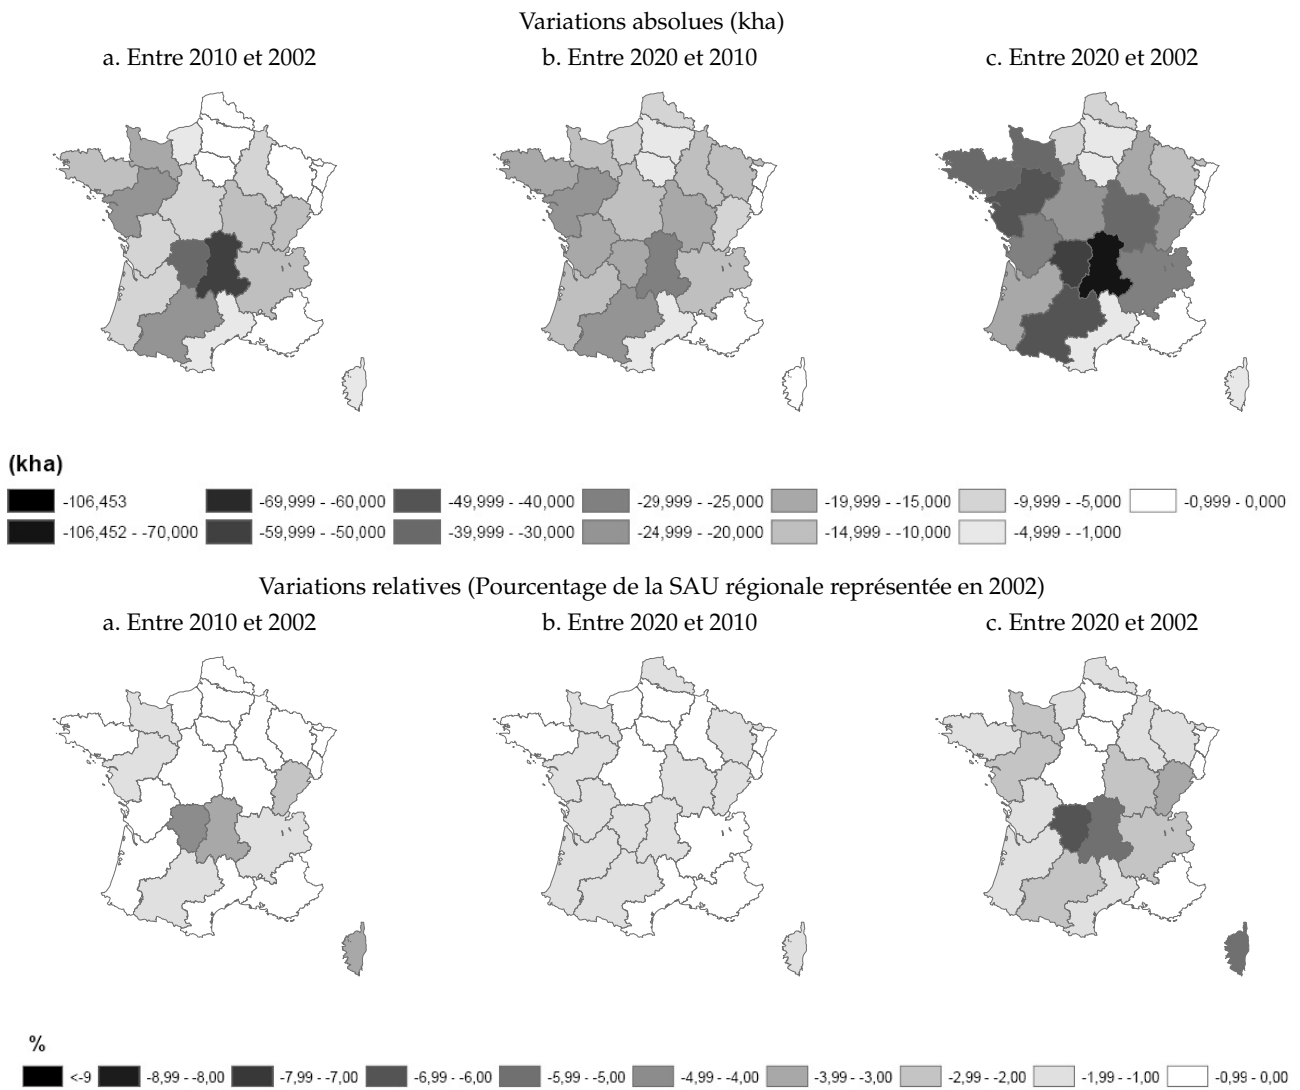 Variations absolues (kha)
a. Entre 2010 et 2002
b. Entre 2020 et 2010
c. Entre 2020 et 2002
(kha)
-106,453
-69,999 - -60,000
-49,999 - -40,000
-29,999 - -25,000
-19,999 - -15,000
-9,999 - -5,000
-0,999 - 0,000
-106,452 - -70,000
-59,999 - -50,000
-39,999 - -30,000
-24,999 - -20,000
-14,999 - -10,000
-4,999 - -1,000
Variations relatives (Pourcentage de la SAU régionale représentée en 2002)
a. Entre 2010 et 2002
b. Entre 2020 et 2010
c. Entre 2020 et 2002
%
<-9
-8,99 - -8,00
-7,99 - -7,00
-6,99 - -6,00
-5,99 - -5,00
-4,99 - -4,00
-3,99 - -3,00
-2,99 - -2,00
-1,99 - -1,00
-0,99 - 0,00